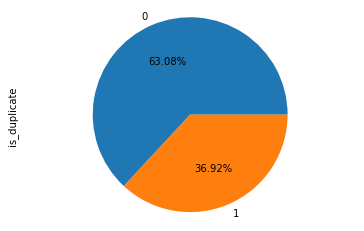 0
63.08%
is_duplicate
36.92%
1